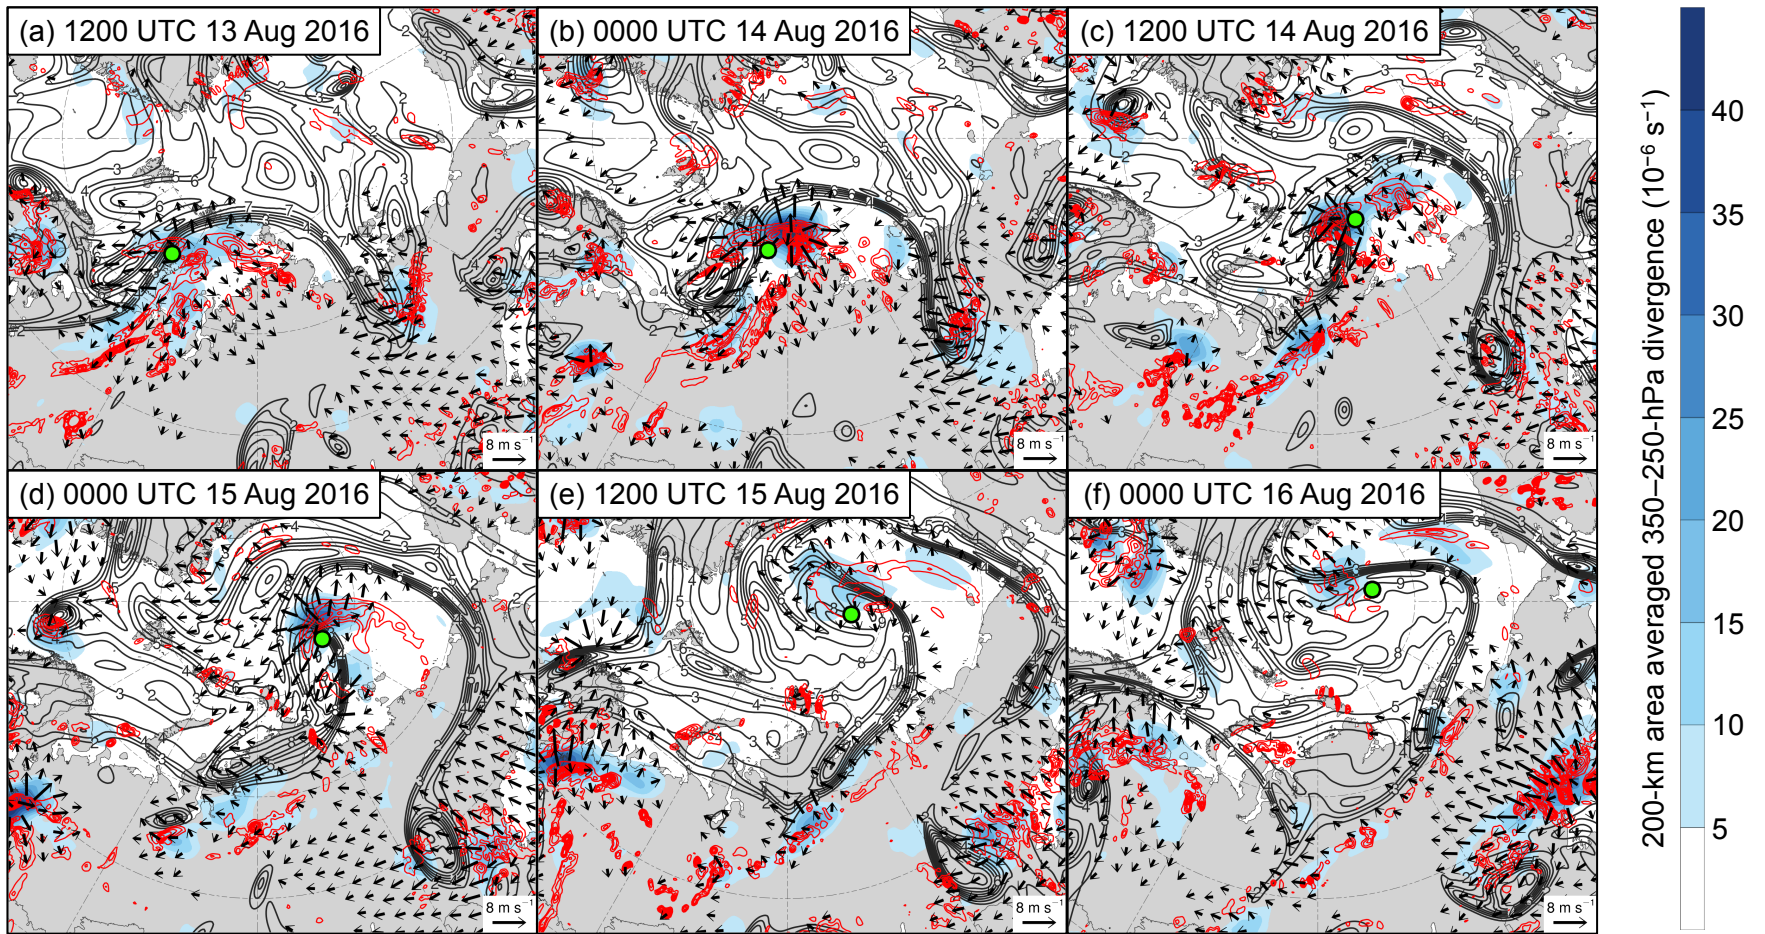 (a) 1200 UTC 13 Aug 2016
(b) 0000 UTC 14 Aug 2016
(c) 1200 UTC 14 Aug 2016
8 m s⁻¹
8 m s⁻¹
8 m s⁻¹
(d) 0000 UTC 15 Aug 2016
(e) 1200 UTC 15 Aug 2016
(f) 0000 UTC 16 Aug 2016
8 m s⁻¹
8 m s⁻¹
8 m s⁻¹
40
35
30
25
20
15
10
5
200-km area averaged 350–250-hPa divergence (10⁻⁶ s⁻¹)